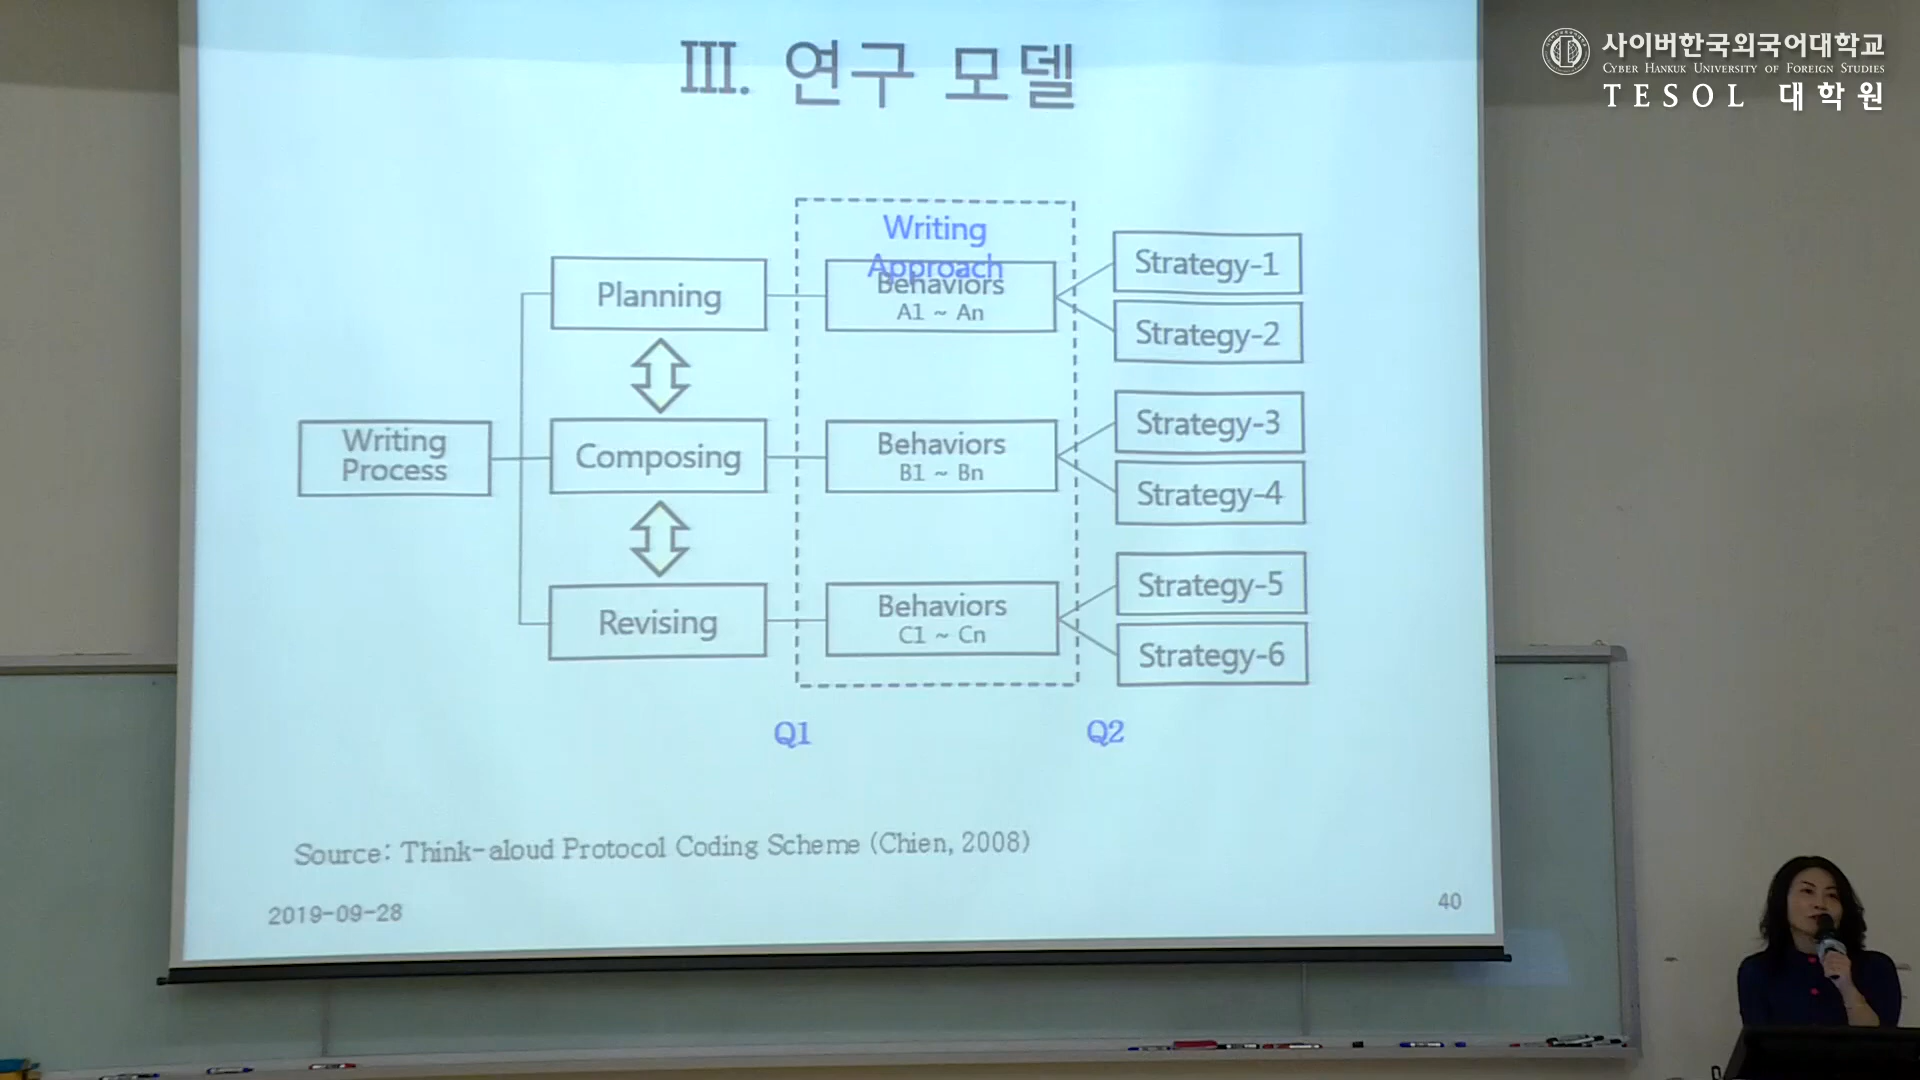 사이버한국외국어대학교
CYBER HANKUK UNIVERSITY OF FOREIGN STUDIES
TESOL 대학원
III. 연구 모델
Writing
Process
Planning
Composing
Revising
Writing
Approach
Behaviors
A1 ~ An
Behaviors
B1 ~ Bn
Behaviors
C1 ~ Cn
Strategy-1
Strategy-2
Strategy-3
Strategy-4
Strategy-5
Strategy-6
Q1
Q2
Source: Think-aloud Protocol Coding Scheme (Chien, 2008)
2019-09-28
40